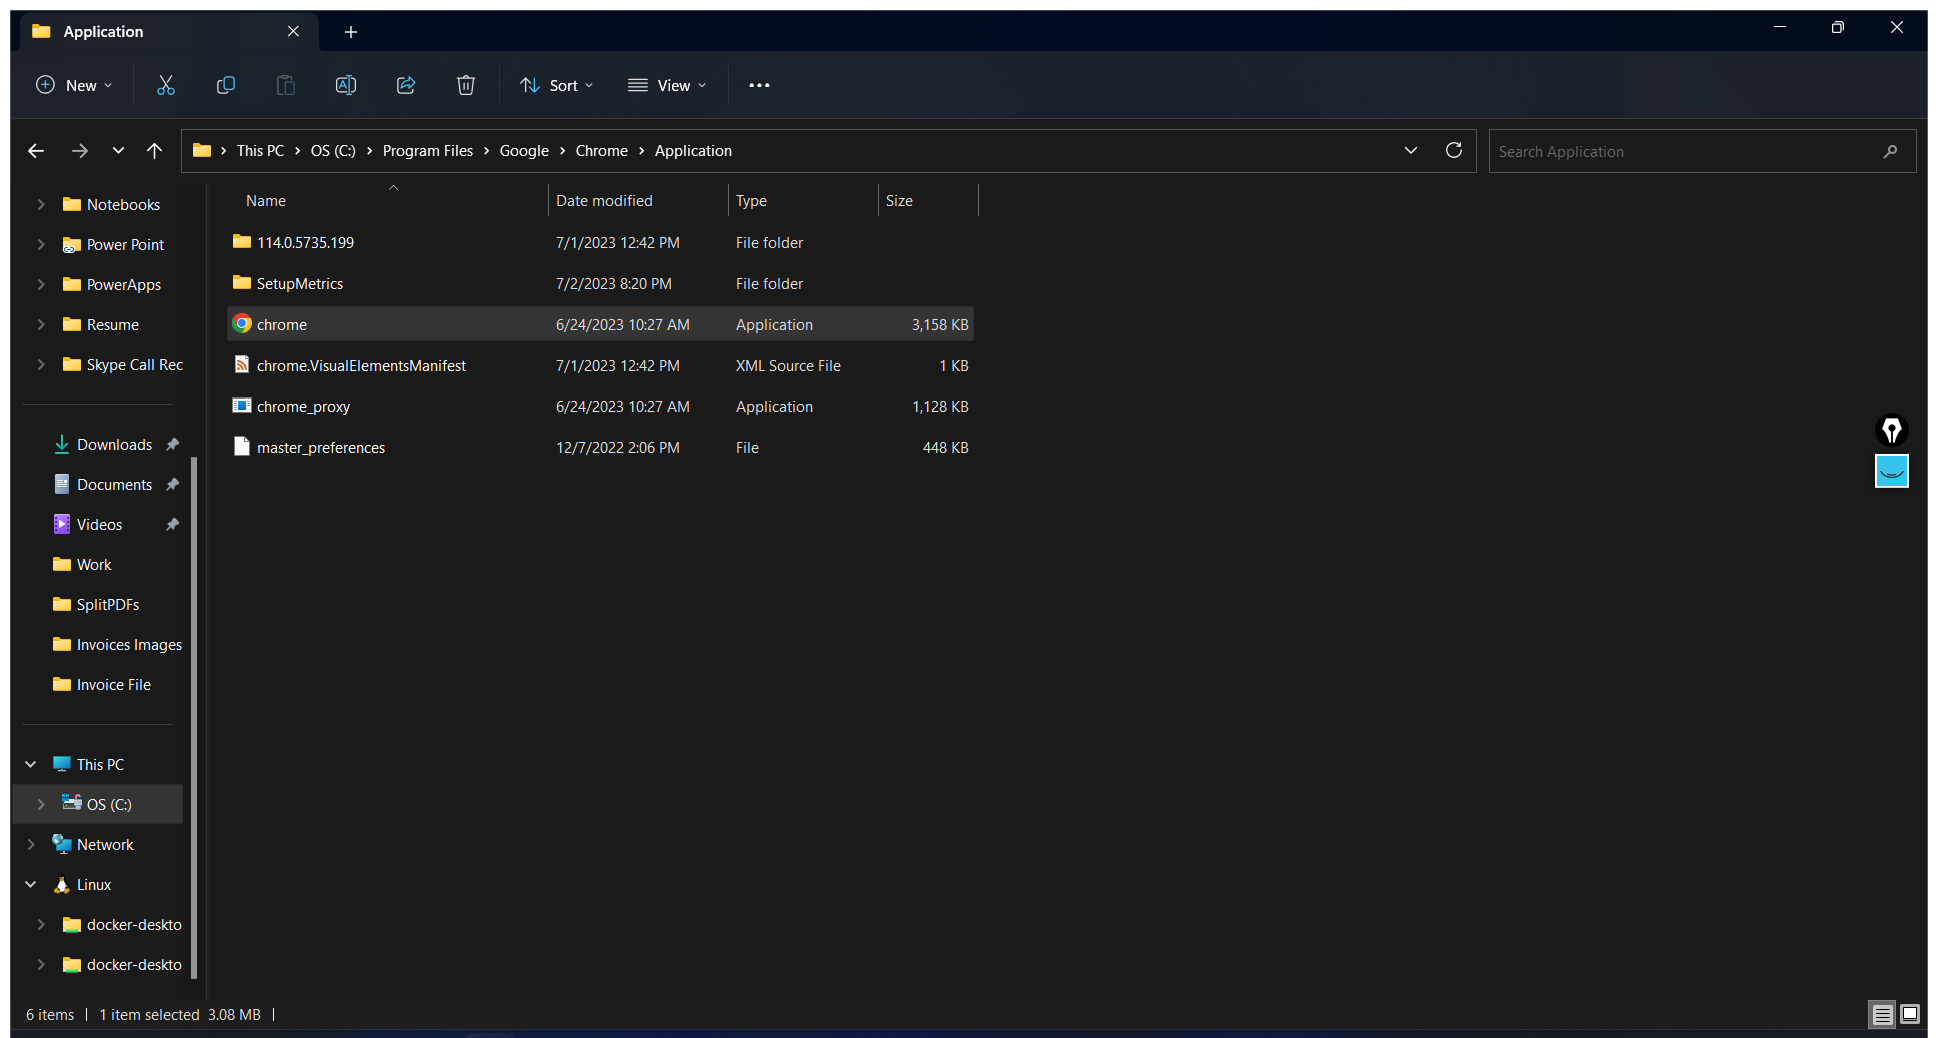 Application
New
Sort
View
This PC > OS (C:) > Program Files > Google > Chrome > Application
Search Application
Notebooks
Power Point
PowerApps
Resume
Skype Call Rec
Downloads
Documents
Videos
Work
SplitPDFs
Invoices Images
Invoice File
This PC
OS (C:)
Network
Linux
docker-deskto
docker-deskto
Name Date modified Type Size
114.0.5735.199 7/1/2023 12:42 PM File folder
SetupMetrics 7/2/2023 8:20 PM File folder
chrome 6/24/2023 10:27 AM Application 3,158 KB
chrome.VisualElementsManifest 7/1/2023 12:42 PM XML Source File 1 KB
chrome_proxy 6/24/2023 10:27 AM Application 1,128 KB
master_preferences 12/7/2022 2:06 PM File 448 KB
6 items | 1 item selected 3.08 MB |